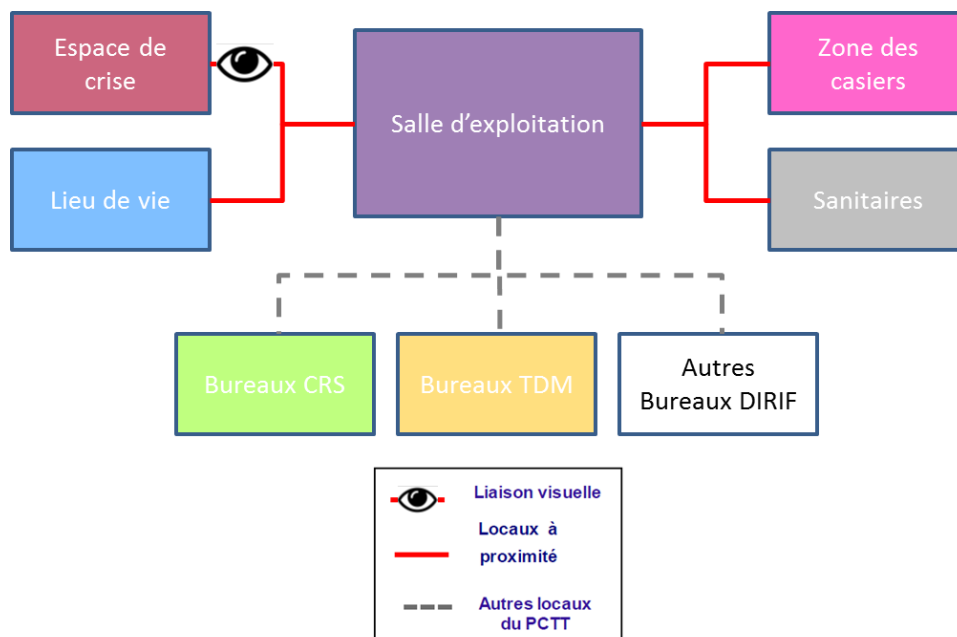 Espace de
crise
Salle d'exploitation
Zone des
casiers
Lieu de vie
Sanitaires
Bureaux CRS
Bureaux TDM
Autres
Bureaux DIRIF
Liaison visuelle
Locaux à
proximité
Autres locaux
du PCTT